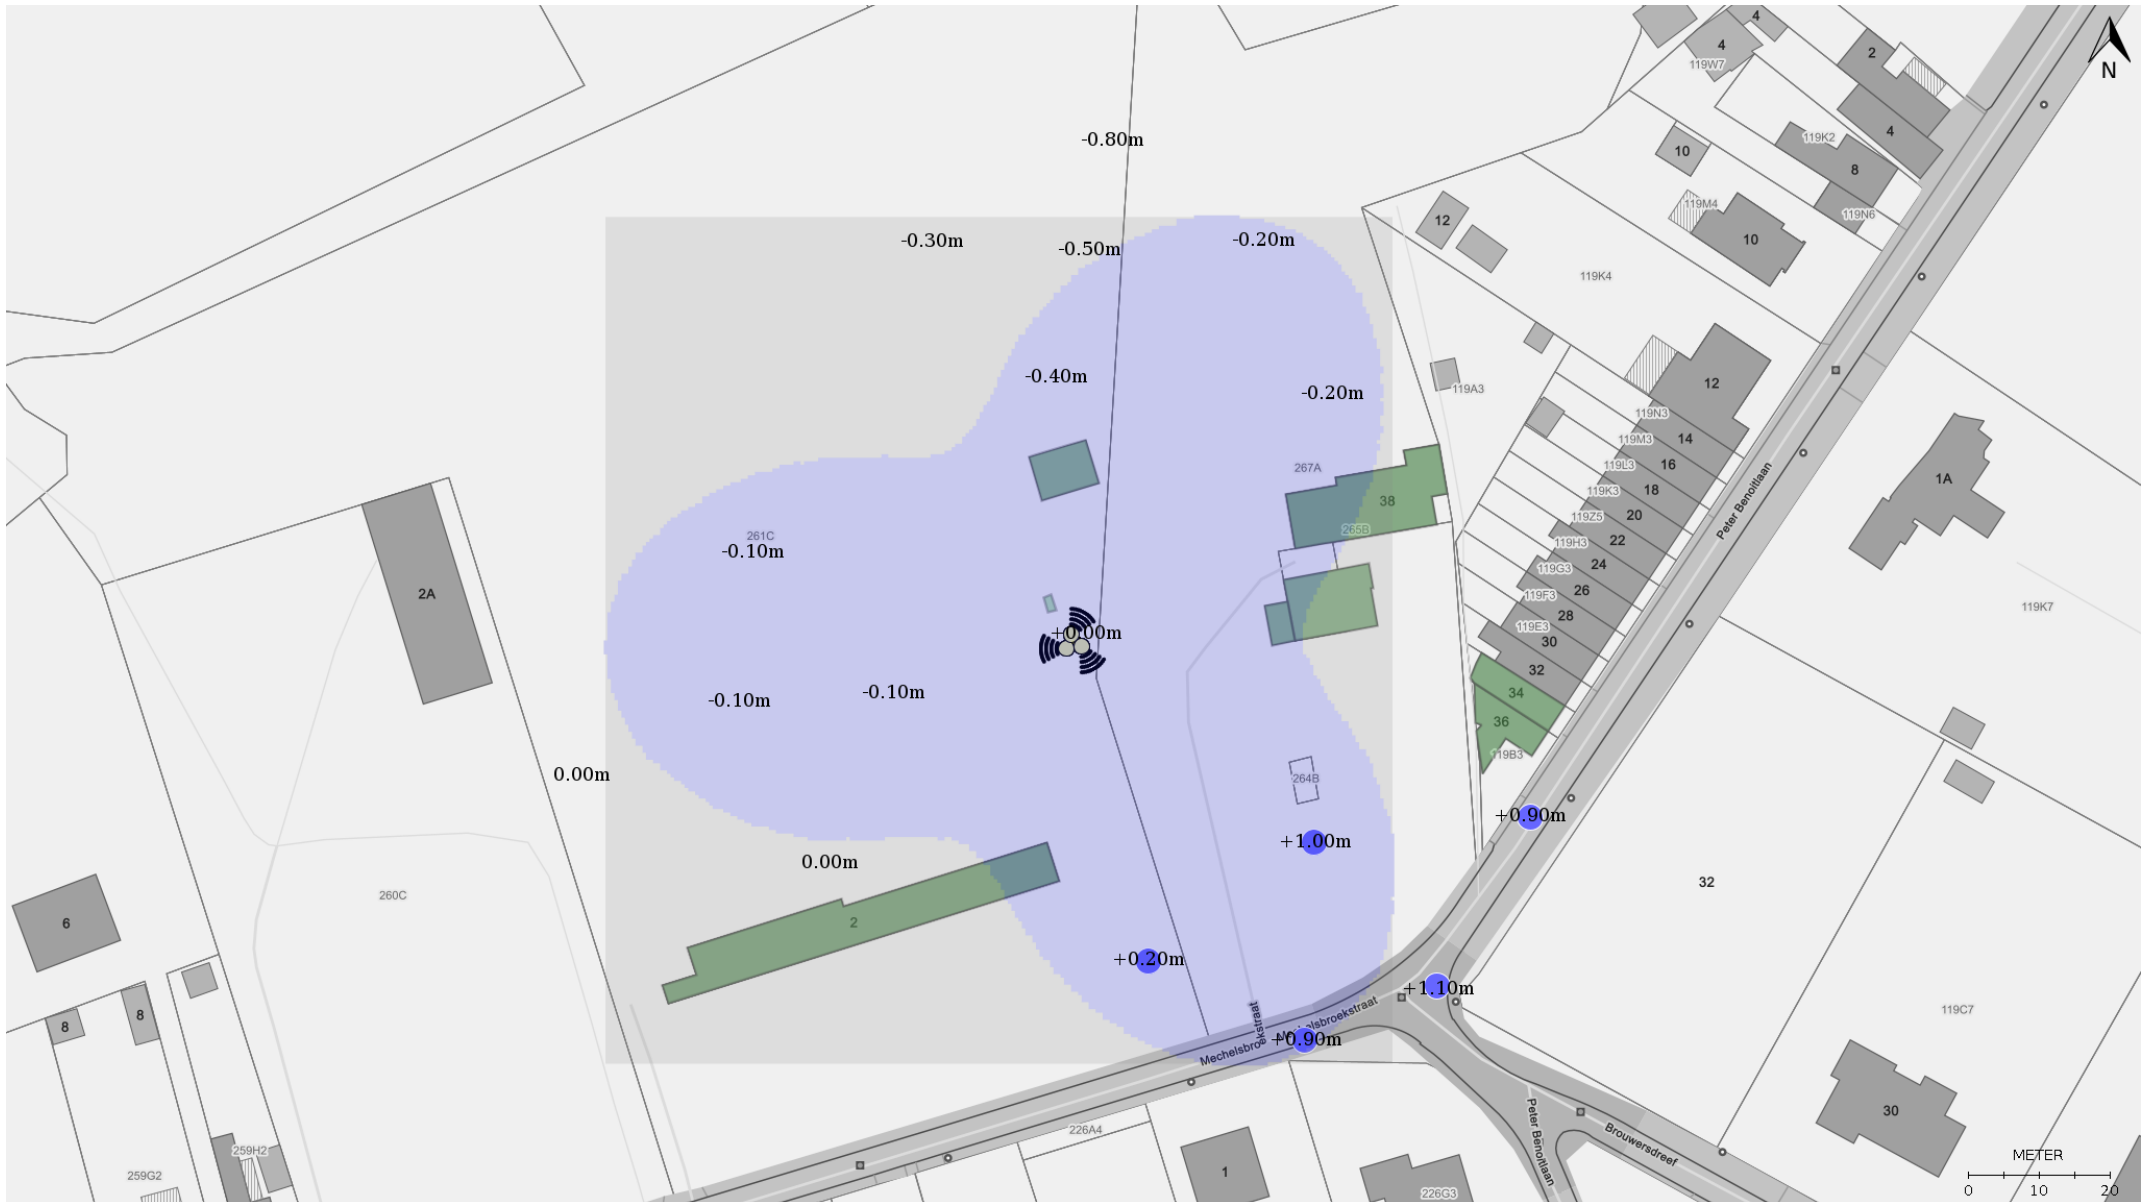 4
4
119W7
2
N
4
119K2
8
10
119M4
119N6
10
12
119K4
-0.80m
-0.30m
-0.50m
-0.20m
-0.40m
-0.20m
119A3
12
119N3
14
119M3
16
119L3
18
119K3
20
119Z5
22
119H3
24
119G3
26
119F3
28
119E3
30
32
34
36
119B3
Peter Benoitlaan
1A
119K7
267A
38
265B
261C
-0.10m
2A
+0.00m
-0.10m
-0.10m
0.00m
264B
+1.00m
+0.90m
0.00m
2
32
260C
6
+0.20m
+1.10m
Mechelsbroekstraat
ekstraat
+0.90m
Mechelsbro
119C7
8
8
30
226A4
Peter Benoitlaan
Brouwersdreef
259H2
259G2
1
226G3
METER
0 10 20